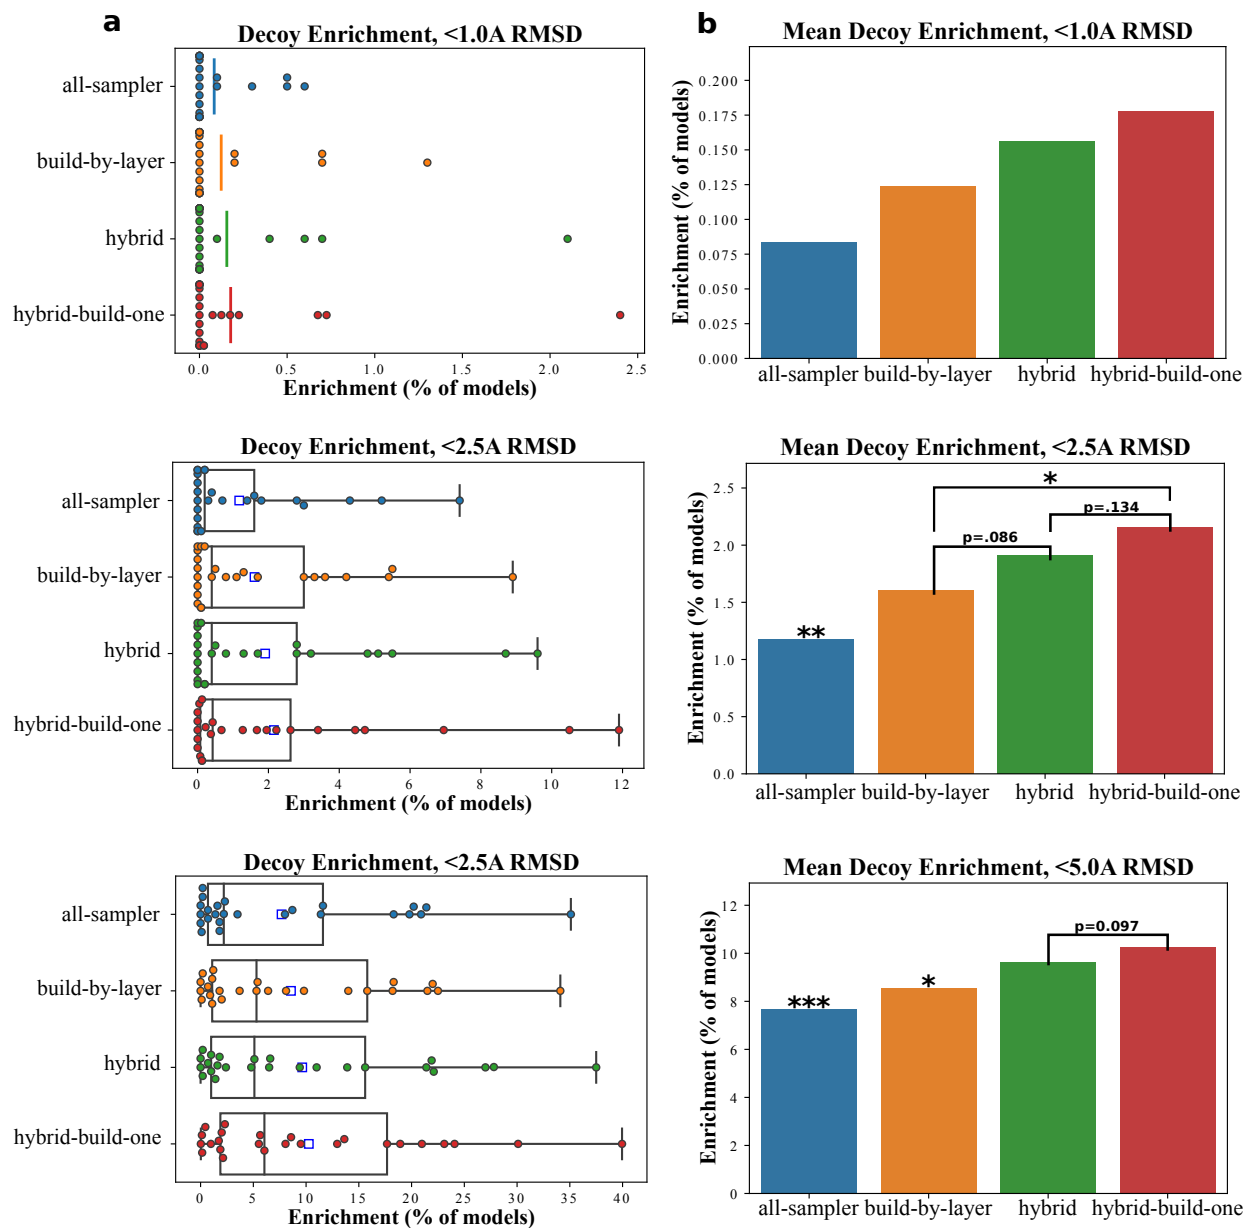 a
Decoy Enrichment, <1.0A RMSD
all-sampler
build-by-layer
hybrid
hybrid-build-one
0.0 0.5 1.0 1.5 2.0 2.5
Enrichment (% of models)
b
Mean Decoy Enrichment, <1.0A RMSD
Enrichment (% of models)
0.200
0.175
0.150
0.125
0.100
0.075
0.050
0.025
0.000
all-sampler build-by-layer hybrid hybrid-build-one
Decoy Enrichment, <2.5A RMSD
all-sampler
build-by-layer
hybrid
hybrid-build-one
0 2 4 6 8 10 12
Enrichment (% of models)
Mean Decoy Enrichment, <2.5A RMSD
Enrichment (% of models)
2.5
2.0
1.5
1.0
0.5
0.0
*
p=.134
p=.086
**
all-sampler build-by-layer hybrid hybrid-build-one
Decoy Enrichment, <2.5A RMSD
all-sampler
build-by-layer
hybrid
hybrid-build-one
0 5 10 15 20 25 30 35 40
Enrichment (% of models)
Mean Decoy Enrichment, <5.0A RMSD
Enrichment (% of models)
12
10
8
6
4
2
0
p=0.097
***
*
all-sampler build-by-layer hybrid hybrid-build-one